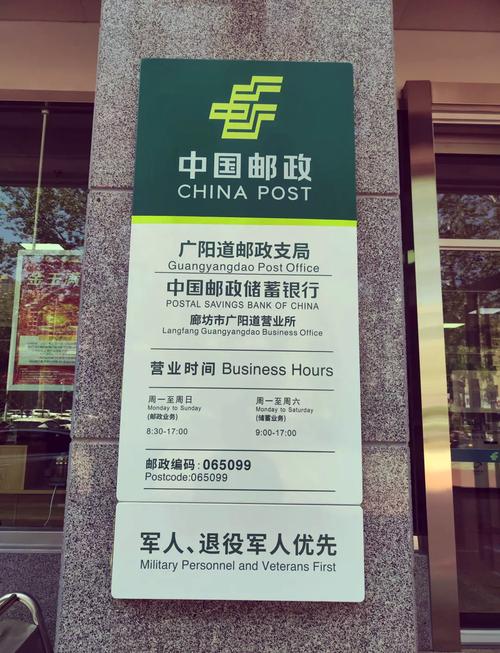 中国邮政
CHINA POST
广阳道邮政支局
Guangyangdao Post Office
中国邮政储蓄银行
POSTAL SAVINGS BANK OF CHINA
廊坊市广阳道营业所
Langfang Guangyangdao Business Office
营业时间 Business Hours
周一至周日
Monday to Sunday
(邮政业务)
8:30-17:00
周一至周六
Monday to Saturday
(储蓄业务)
9:00-17:00
邮政编码:065099
Postcode:065099
军人、退役军人优先
Military Personnel and Veterans First